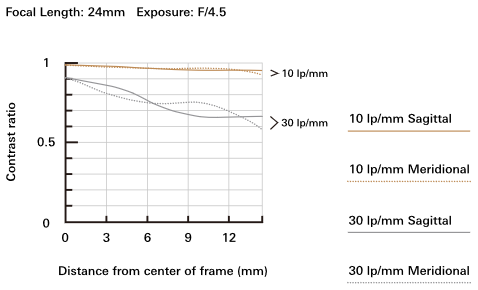 Focal Length: 24mm Exposure: F/4.5
Contrast ratio
1
0.5
0
0 3 6 9 12
Distance from center of frame (mm)
10 lp/mm
30 lp/mm
10 lp/mm Sagittal
10 lp/mm Meridional
30 lp/mm Sagittal
30 lp/mm Meridional